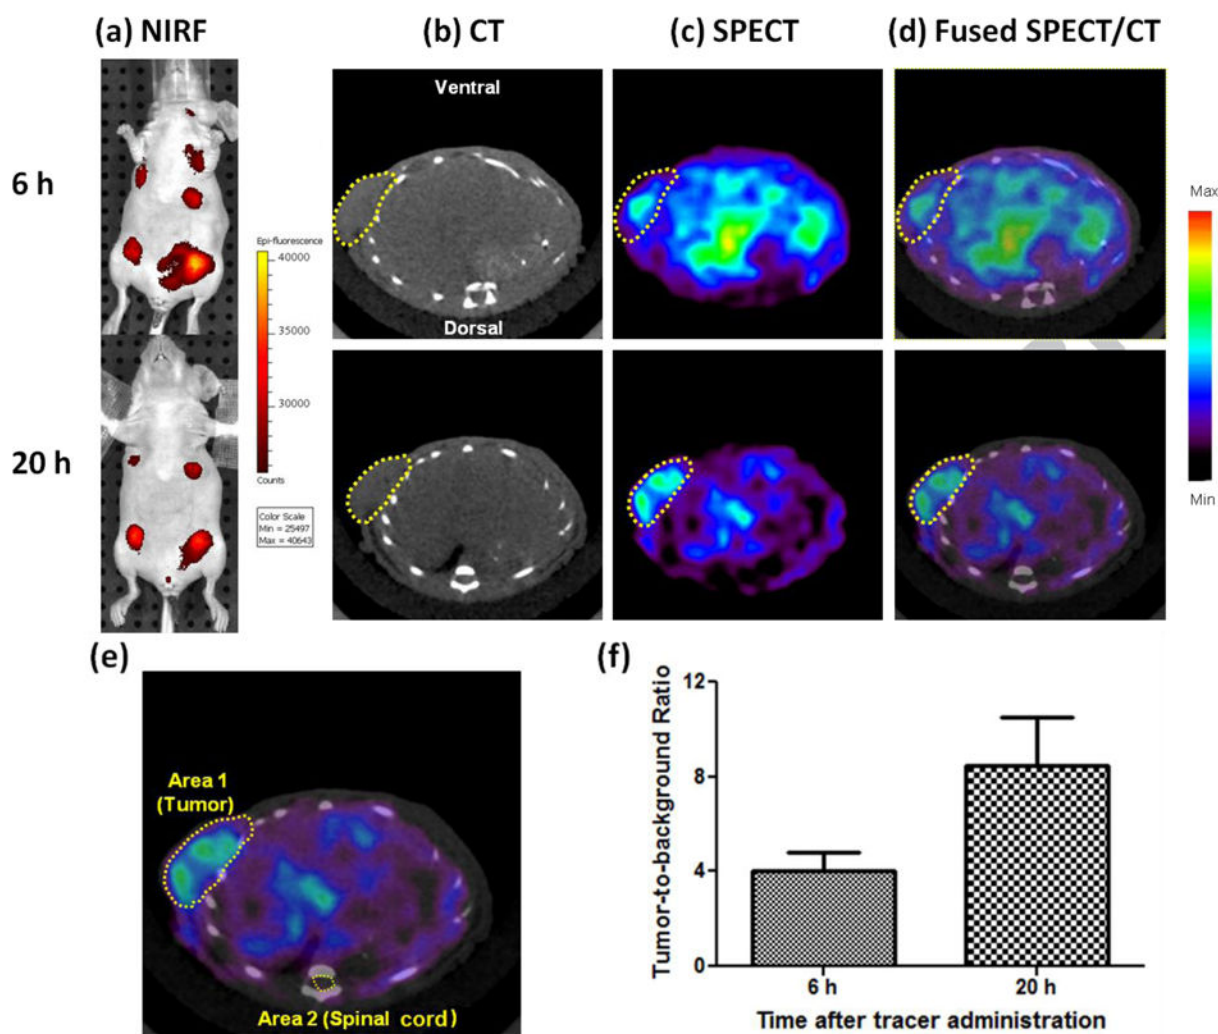 (a) NIRF
(b) CT
(c) SPECT
(d) Fused SPECT/CT
6 h
Ventral
Dorsal
Epi-fluorescence
40000
35000
30000
Counts
Color Scale
Min = 25497
Max = 40643
Max
Min
20 h
(e)
Area 1
(Tumor)
Area 2 (Spinal cord)
(f)
Tumor-to-background Ratio
12
8
4
0
6 h
20 h
Time after tracer administration